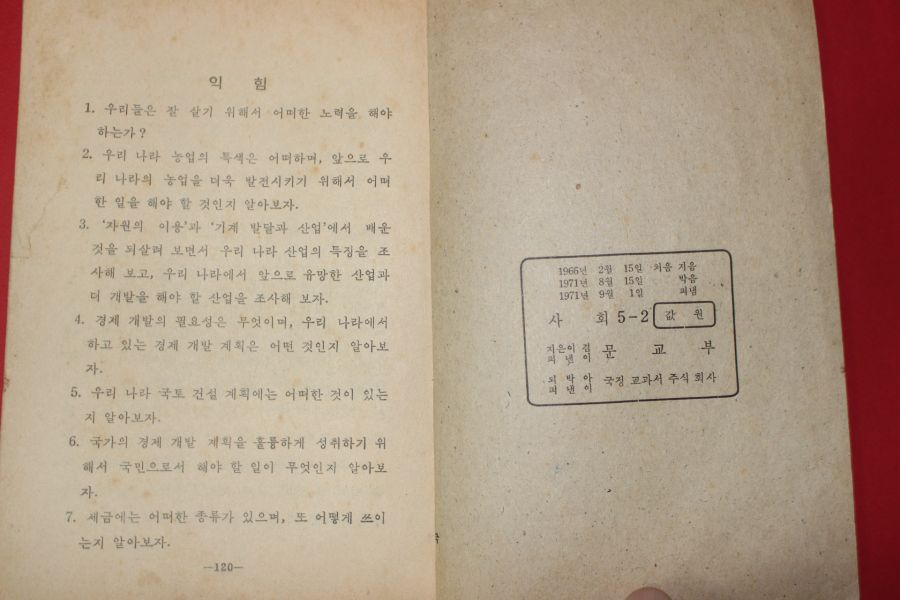 익 힘
1. 우리들은 잘 살기 위해서 어떠한 노력을 해야
하는가?
2. 우리 나라 농업의 특색은 어떠하며, 앞으로 우
리 나라의 농업을 더욱 발전시키기 위해서 어떠
한 일을 해야 할 것인지 알아보자.
3. '자원의 이용'과 '기계 발달과 산업'에서 배운
것을 되살려 보면서 우리 나라 산업의 특징을 조
사해 보고, 우리 나라에서 앞으로 유망한 산업과
더 개발을 해야 할 산업을 조사해 보자.
4. 경제 개발의 필요성은 무엇이며, 우리 나라에서
하고 있는 경제 개발 계획은 어떤 것인지 알아보
자.
5. 우리 나라 국토 건설 계획에는 어떠한 것이 있는
지 알아보자.
6. 국가의 경제 개발 계획을 훌륭하게 성취하기 위
해서 국민으로서 해야 할 일이 무엇인지 알아보
자.
7. 세금에는 어떠한 종류가 있으며, 또 어떻게 쓰이
는지 알아보자.
—120—
1966년 2월 15일 처음 지음
1971년 8월 15일 박음
1971년 9월 1일 펴냄
사 회 5-2 값 원
지은이 겸
펴낸이 문 교 부
되박아
펴낸이 국정 교과서 주식 회사